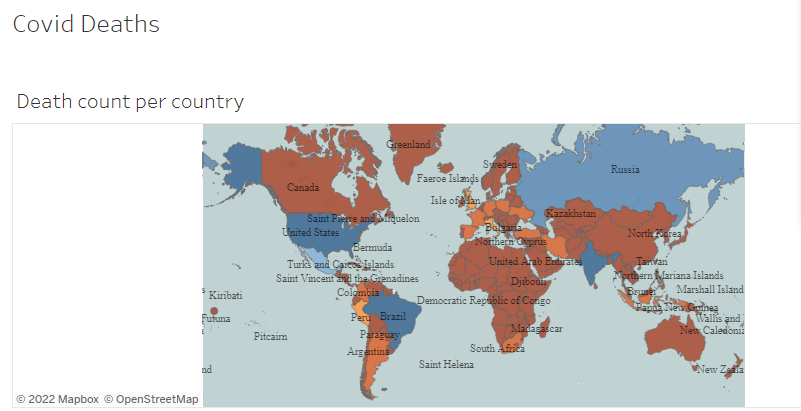 Covid Deaths
Death count per country
Greenland
Sweden
Russia
Faeroe Islands
Canada
Isle of Man
Kazakhstan
Saint Pierre and Miquelon
Bulgaria
United States
North Korea
Northern Cyprus
Bermuda
Turks and Caicos Islands
United Arab Emirates
Taiwan
Saint Vincent and the Grenadines
Djibouti
Northern Mariana Islands
Kiribati
Colombia
Brunei
Marshall Island
Democratic Republic of Congo
Papua New Guinea
Futuna
Peru
Brazil
Wallis and
Pitcairn
Paraguay
Madagascar
New Caledonia
Argentina
South Africa
Saint Helena
nd
New Zeala
© 2022 Mapbox © OpenStreetMap